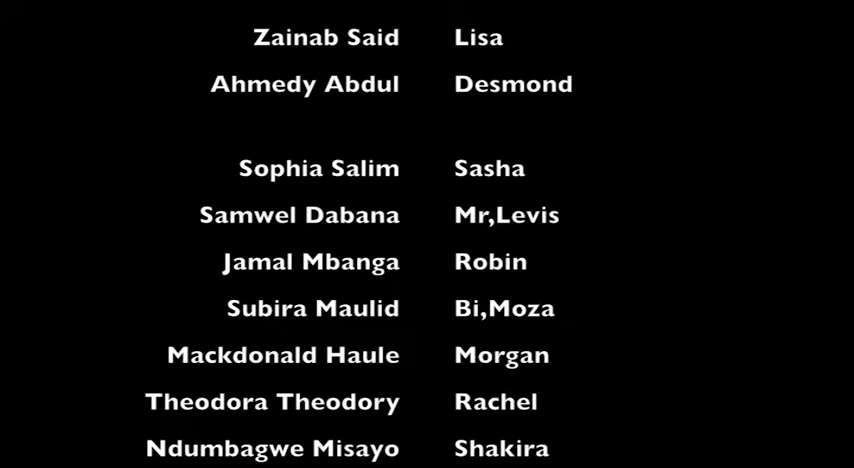 Zainab Said Lisa
Ahmedy Abdul Desmond
Sophia Salim Sasha
Samwel Dabana Mr,Levis
Jamal Mbanga Robin
Subira Maulid Bi,Moza
Mackdonald Haule Morgan
Theodora Theodory Rachel
Ndumbagwe Misayo Shakira